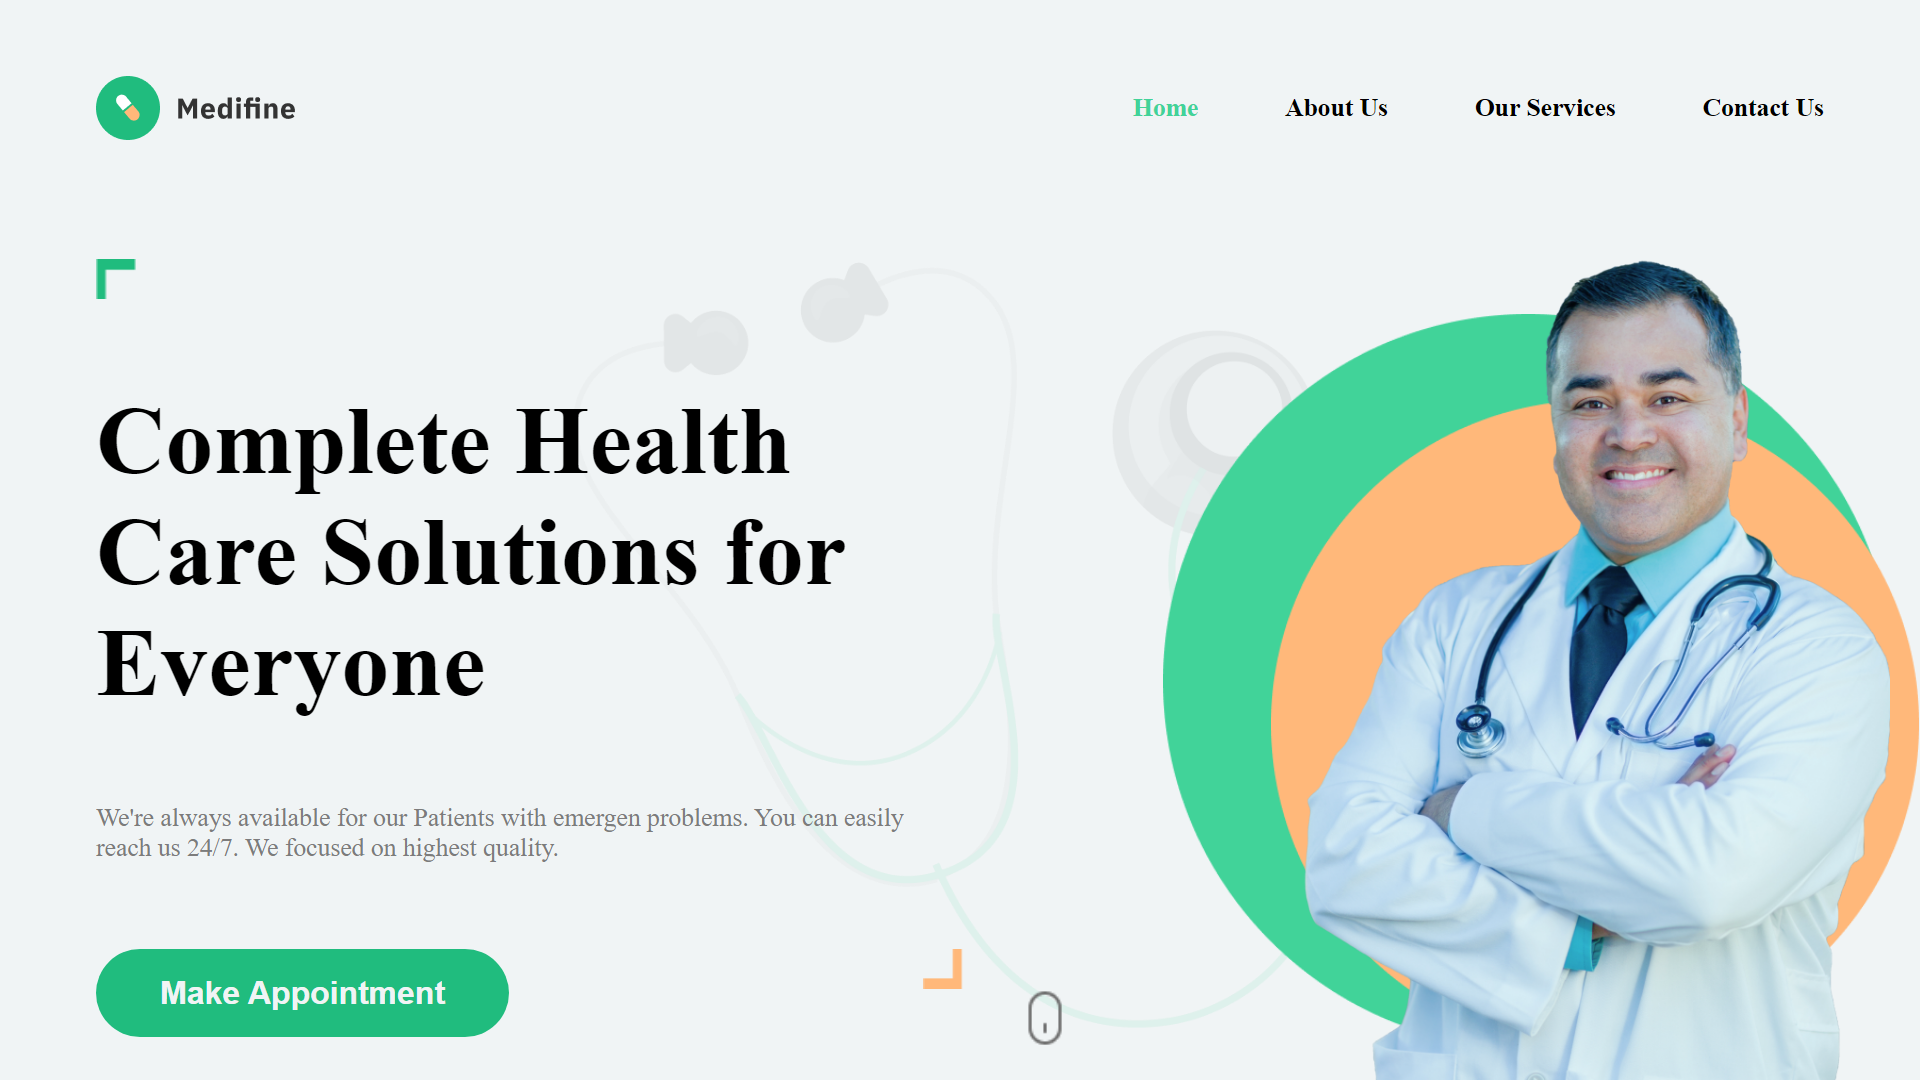 Medifine
Home
About Us
Our Services
Contact Us
Complete Health
Care Solutions for
Everyone
We're always available for our Patients with emergen problems. You can easily
reach us 24/7. We focused on highest quality.
Make Appointment